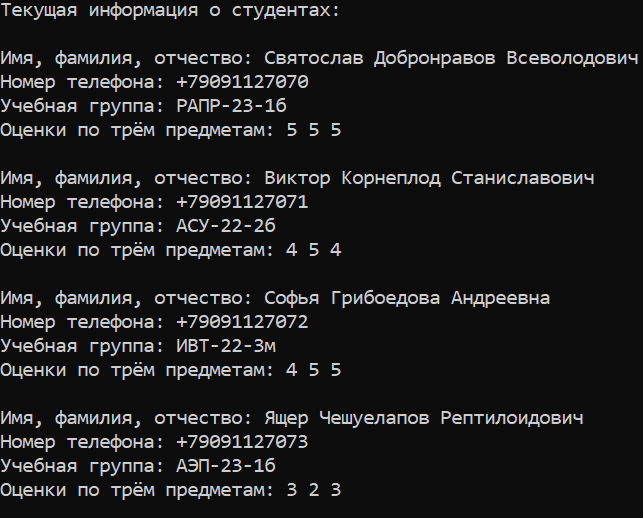 Текущая информация о студентах:
Имя, фамилия, отчество: Святослав Добронравов Всеволодович
Номер телефона: +79091127070
Учебная группа: РАПР-23-1б
Оценки по трём предметам: 5 5 5
Имя, фамилия, отчество: Виктор Корнеплод Станиславович
Номер телефона: +79091127071
Учебная группа: АСУ-22-2б
Оценки по трём предметам: 4 5 4
Имя, фамилия, отчество: Софья Грибоедова Андреевна
Номер телефона: +79091127072
Учебная группа: ИВТ-22-3м
Оценки по трём предметам: 4 5 5
Имя, фамилия, отчество: Ящер Чешуелапов Рептилоидович
Номер телефона: +79091127073
Учебная группа: АЭП-23-1б
Оценки по трём предметам: 3 2 3